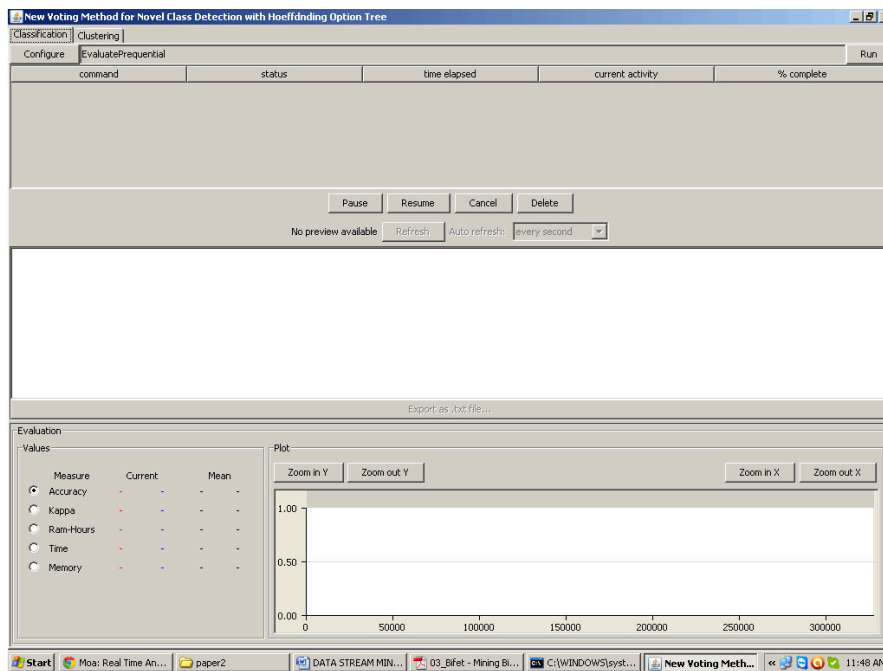 New Voting Method for Novel Class Detection with Hoeffdnding Option Tree
Classification Clustering
Configure EvaluatePrequential Run
command status time elapsed current activity % complete
Pause Resume Cancel Delete
No preview available Refresh Auto refresh: every second
Export as .txt file...
Evaluation
Values
Measure Current Mean
Accuracy - - - -
Kappa - - - -
Ram-Hours - - - -
Time - - - -
Memory - - - -
Plot
Zoom in Y Zoom out Y Zoom in X Zoom out X
1.00
0.50
0.00
0 50000 100000 150000 200000 250000 300000
Start Moa: Real Time An... paper2 DATA STREAM MIN... 03_Bifet - Mining Bi... C:\WINDOWS\syst... New Voting Meth... « 11:48 AM